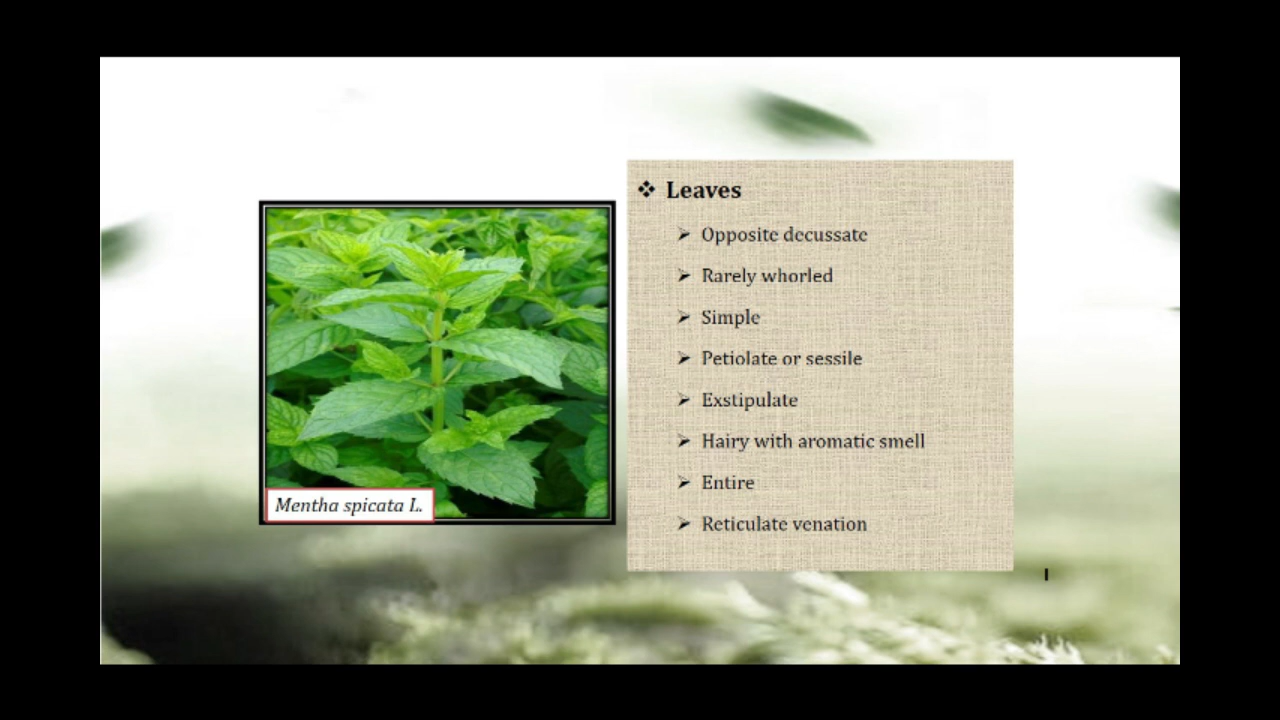 ❖ Leaves
➢ Opposite decussate
➢ Rarely whorled
➢ Simple
➢ Petiolate or sessile
➢ Exstipulate
➢ Hairy with aromatic smell
➢ Entire
➢ Reticulate venation
Mentha spicata L.